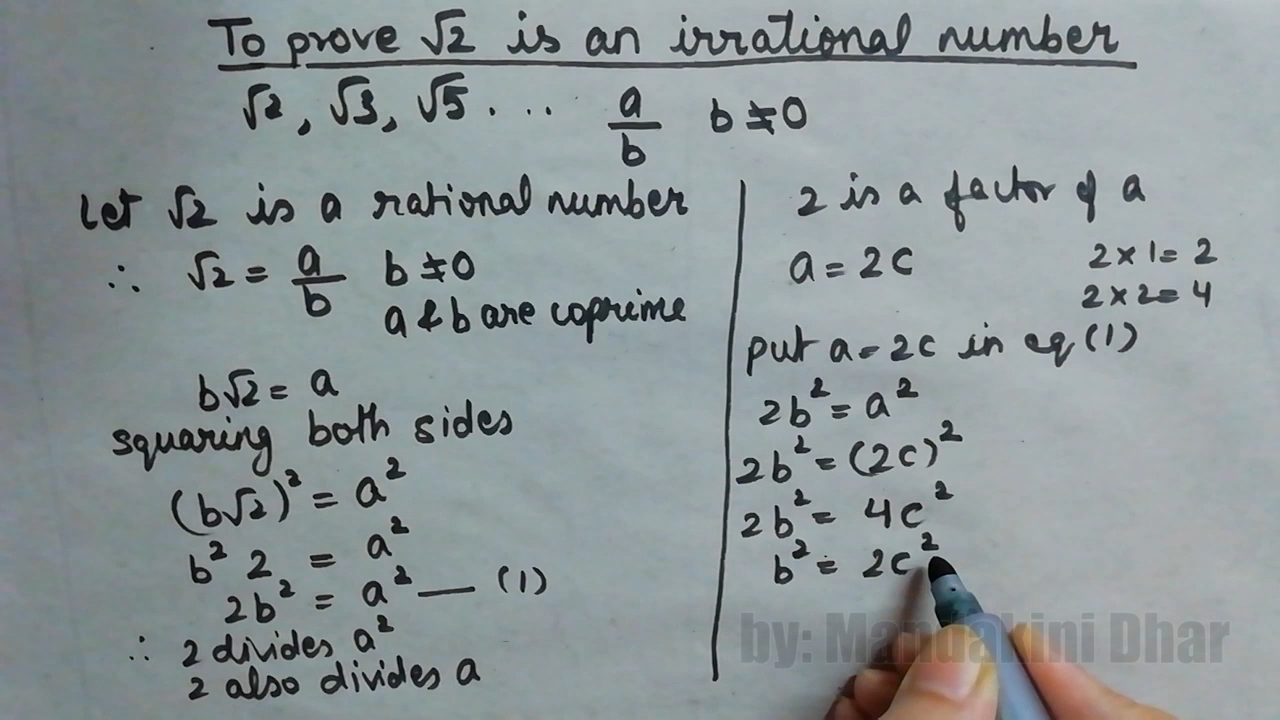 To prove √2 is an irrational number
√2, √3, √5 ... a/b b ≠ 0
Let √2 is a rational number
∴ √2 = a/b b ≠ 0
a & b are coprime
b√2 = a
squaring both sides
(b√2)² = a²
b² 2 = a²
2b² = a² — (1)
∴ 2 divides a²
2 also divides a
2 is a factor of a
a = 2c
2 × 1 = 2
2 × 2 = 4
put a = 2c in eq (1)
2b² = a²
2b² = (2c)²
2b² = 4c²
b² = 2c²
by: Mandakini Dhar